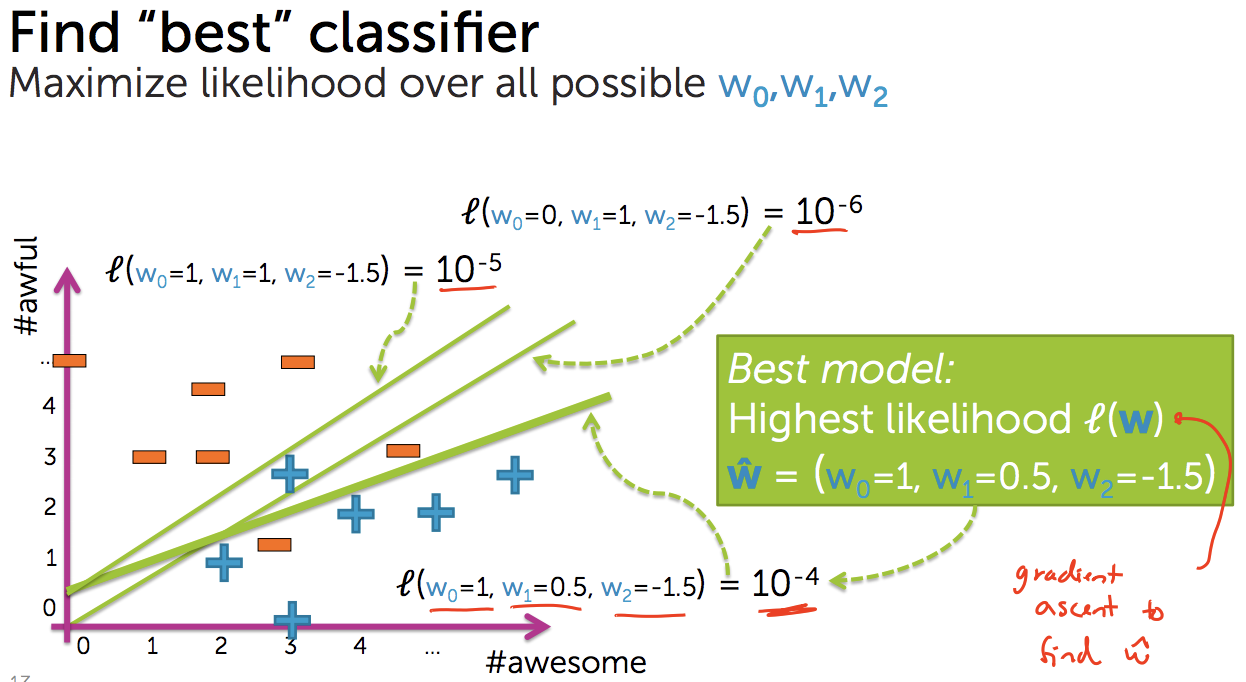 Find “best” classifier
Maximize likelihood over all possible w₀,w₁,w₂
ℓ(w₀=0, w₁=1, w₂=-1.5) = 10⁻⁶
ℓ(w₀=1, w₁=1, w₂=-1.5) = 10⁻⁵
#awful
…
4
3
2
1
0
Best model:
Highest likelihood ℓ(w)
ŵ = (w₀=1, w₁=0.5, w₂=-1.5)
ℓ(w₀=1, w₁=0.5, w₂=-1.5) = 10⁻⁴
gradient
ascent to
find ŵ
0 1 2 3 4 …
#awesome